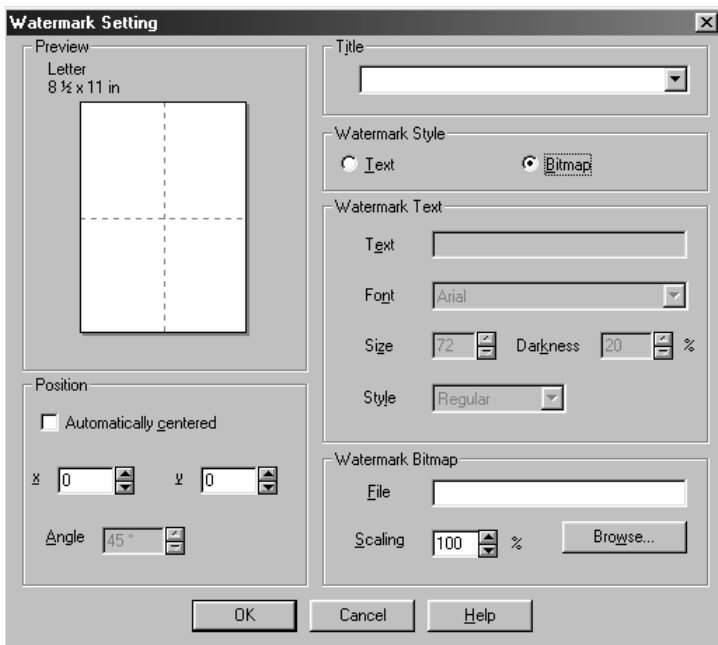 Watermark Setting
Preview
Letter
8 ½ x 11 in
Position
Automatically centered
x 0 y 0
Angle 45 °
Title
Watermark Style
Text Bitmap
Watermark Text
Text
Font Arial
Size 72 Darkness 20 %
Style Regular
Watermark Bitmap
File
Scaling 100 % Browse...
OK Cancel Help